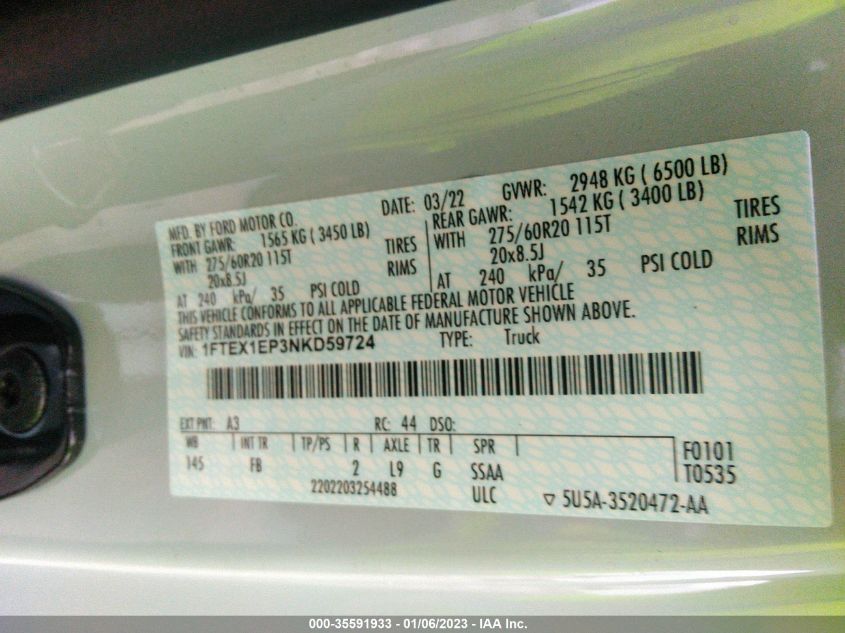 MFD. BY FORD MOTOR CO. DATE: 03/22 GVWR: 2948 KG ( 6500 LB)
FRONT GAWR: 1565 KG ( 3450 LB) REAR GAWR: 1542 KG ( 3400 LB)
WITH 275/60R20 115T TIRES WITH 275/60R20 115T TIRES
20x8.5J RIMS 20x8.5J RIMS
AT 240 kPa/ 35 PSI COLD AT 240 kPa/ 35 PSI COLD
THIS VEHICLE CONFORMS TO ALL APPLICABLE FEDERAL MOTOR VEHICLE
SAFETY STANDARDS IN EFFECT ON THE DATE OF MANUFACTURE SHOWN ABOVE.
VIN: 1FTEX1EP3NKD59724 TYPE: Truck
EXT PNT: A3 RC: 44 DSO:
WB INT TR TP/PS R AXLE TR SPR F0101
145 FB 2 L9 G SSAA T0535
2202203254488 ULC ▽ 5U5A-3520472-AA
000-35591933 - 01/06/2023 - IAA Inc.